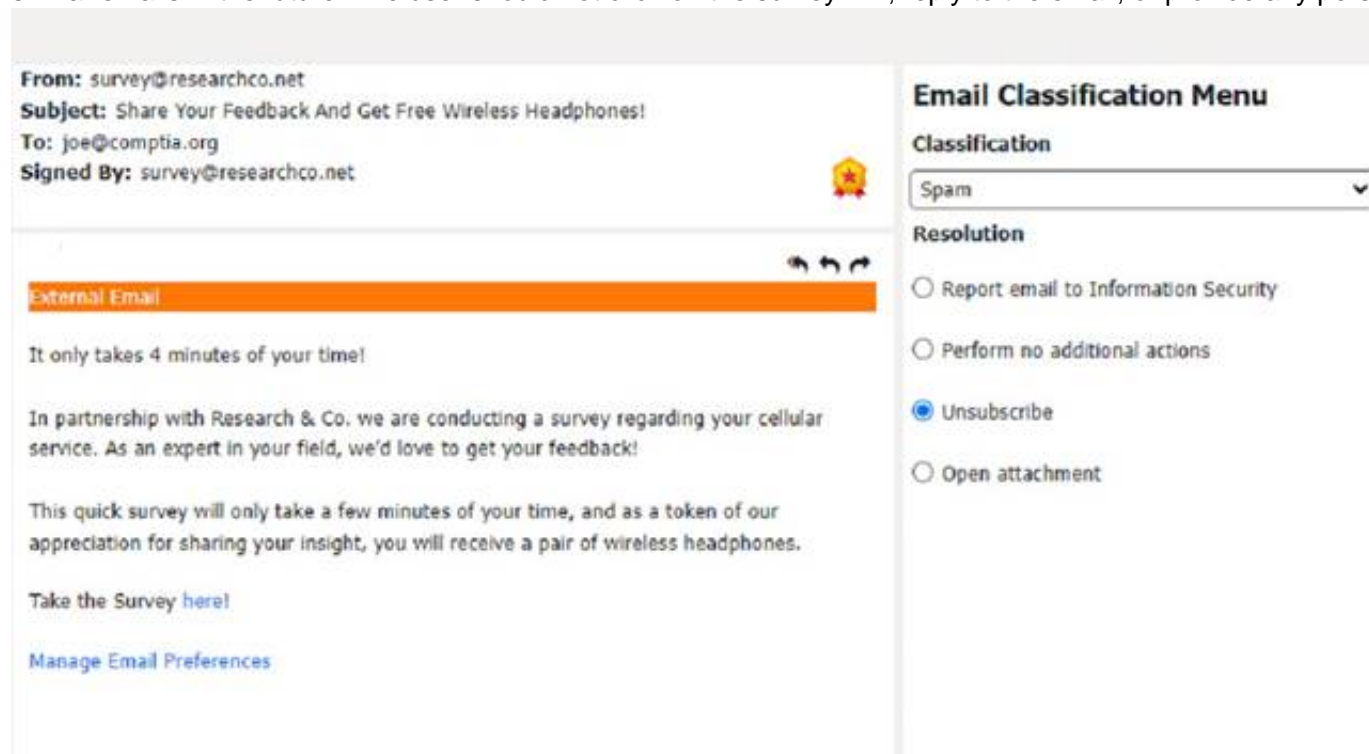 From: survey@researchco.net
Subject: Share Your Feedback And Get Free Wireless Headphones!
To: joe@comptia.org
Signed By: survey@researchco.net
External Email
It only takes 4 minutes of your time!
In partnership with Research & Co. we are conducting a survey regarding your cellular
service. As an expert in your field, we'd love to get your feedback!
This quick survey will only take a few minutes of your time, and as a token of our
appreciation for sharing your insight, you will receive a pair of wireless headphones.
Take the Survey here!
Manage Email Preferences
Email Classification Menu
Classification
Spam
Resolution
Report email to Information Security
Perform no additional actions
Unsubscribe
Open attachment